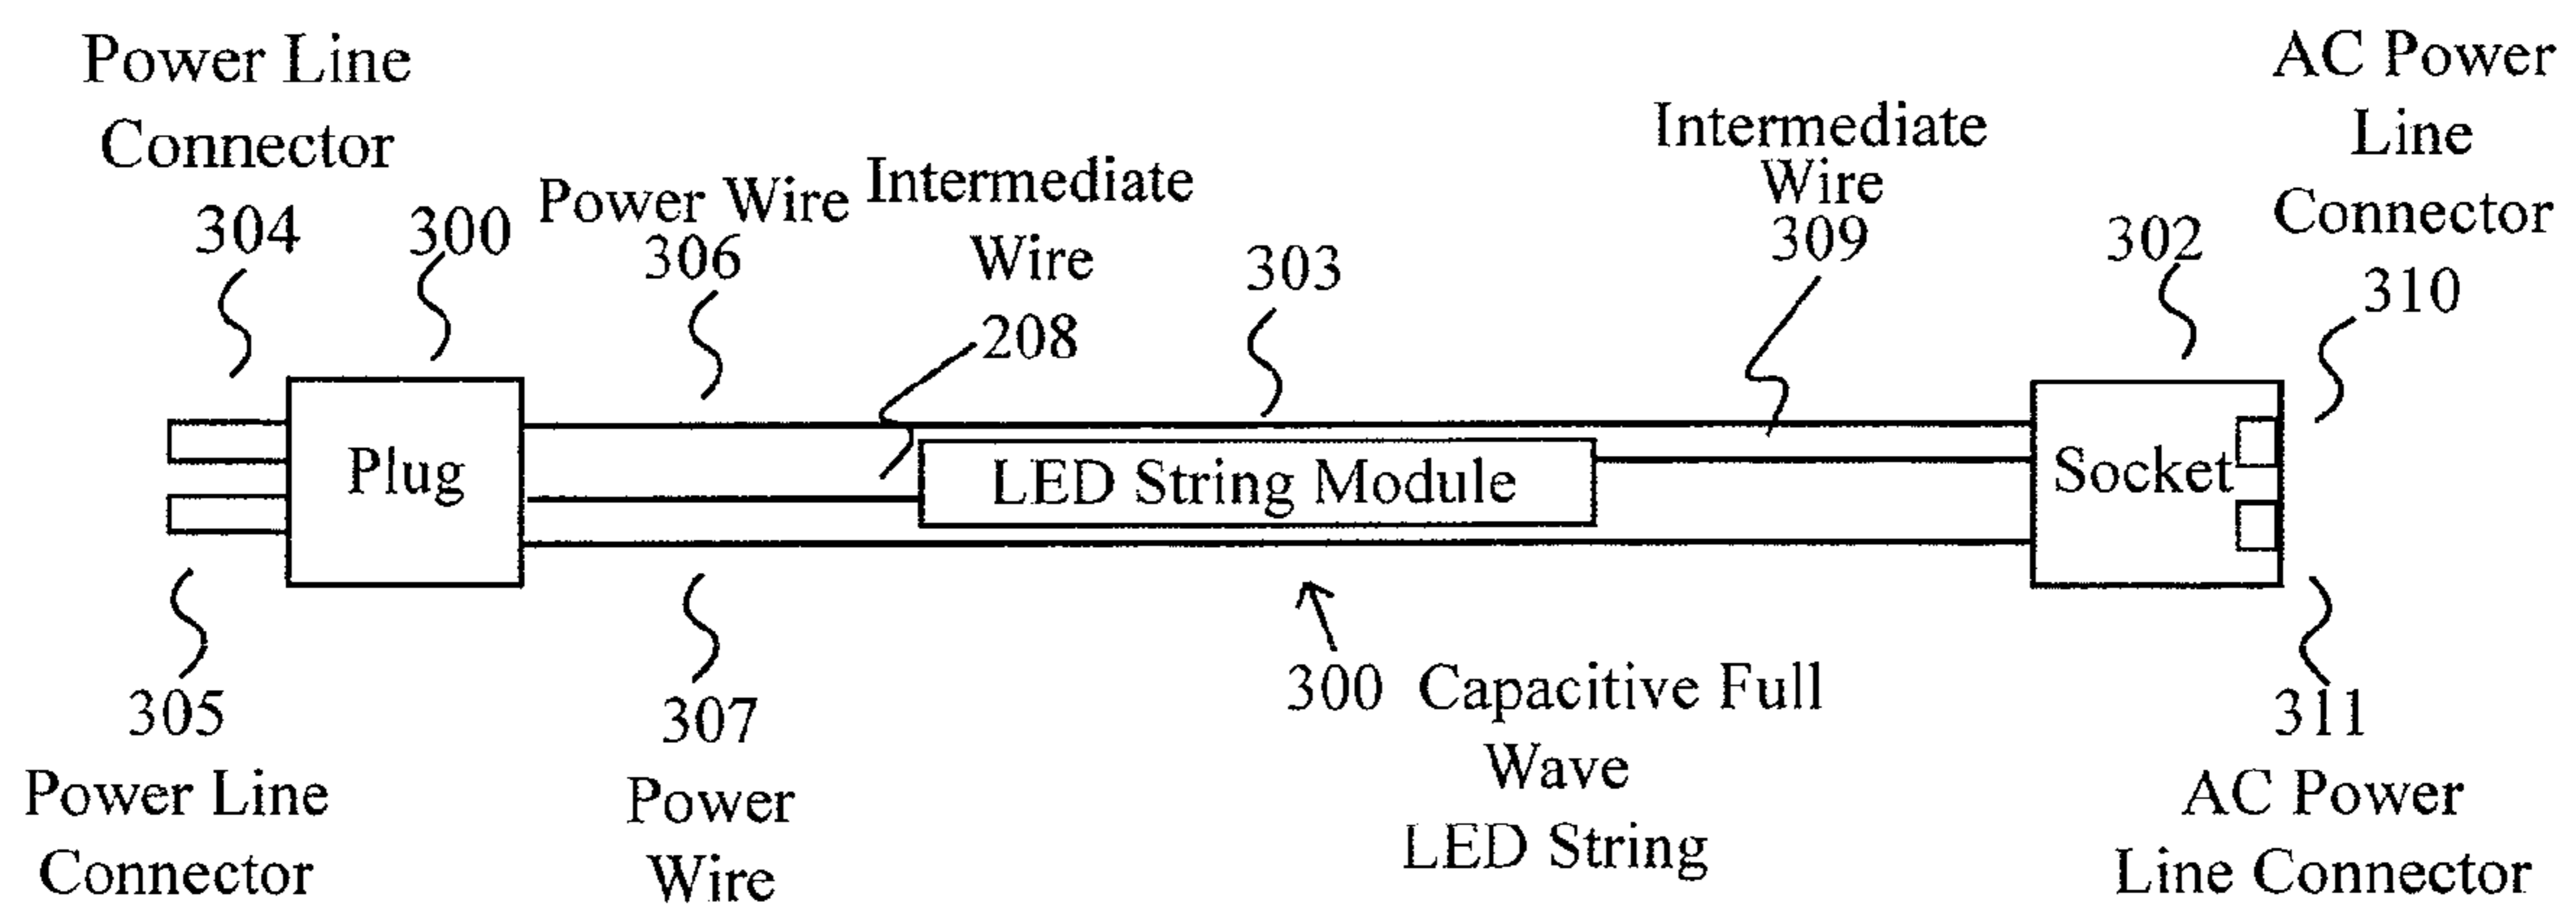 Power Line
Connector
304
300
Power Wire
306
Intermediate
Wire
208
303
Intermediate
Wire
309
302
AC Power
Line
Connector
310
Plug
LED String Module
Socket
305
Power Line
Connector
307
Power
Wire
300 Capacitive Full
Wave
LED String
311
AC Power
Line Connector